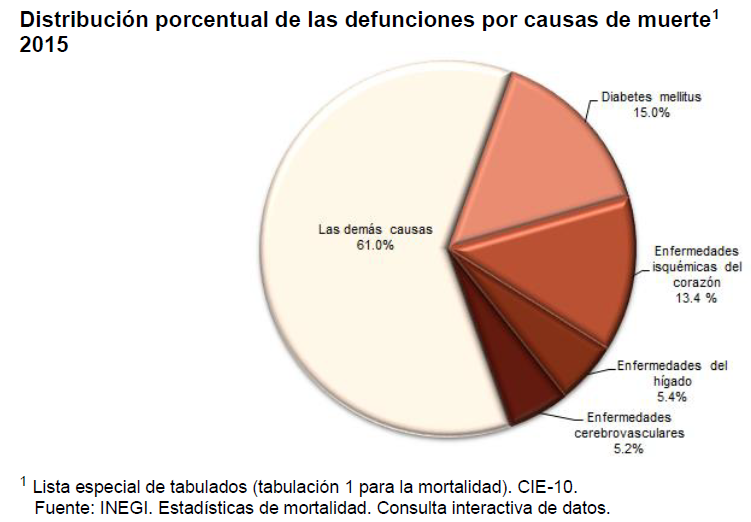 Distribución porcentual de las defunciones por causas de muerte¹
2015
Diabetes mellitus
15.0%
Las demás causas
61.0%
Enfermedades
isquémicas del
corazón
13.4 %
Enfermedades del
hígado
5.4%
Enfermedades
cerebrovasculares
5.2%
¹ Lista especial de tabulados (tabulación 1 para la mortalidad). CIE-10.
Fuente: INEGI. Estadísticas de mortalidad. Consulta interactiva de datos.